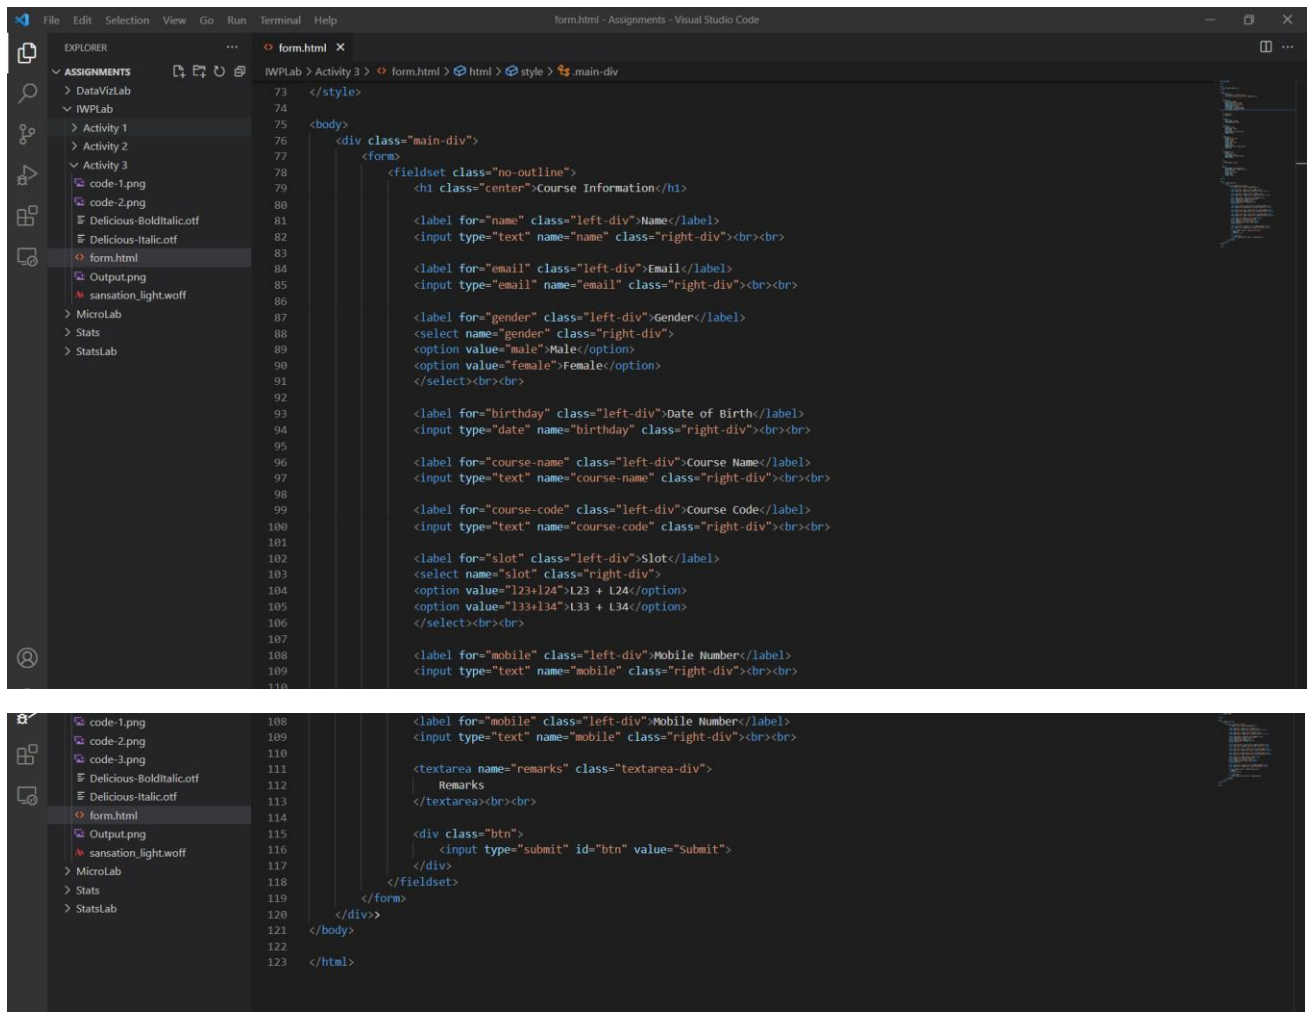 File Edit Selection View Go Run Terminal Help form.html - Assignments - Visual Studio Code
EXPLORER
ASSIGNMENTS
DataVizLab
IWPLab
Activity 1
Activity 2
Activity 3
code-1.png
code-2.png
Delicious-BoldItalic.otf
Delicious-Italic.otf
form.html
Output.png
sansation_light.woff
MicroLab
Stats
StatsLab
form.html
IWPLab > Activity 3 > form.html > html > style > .main-div
73 </style>
74
75 <body>
76 <div class="main-div">
77 <form>
78 <fieldset class="no-outline">
79 <h1 class="center">Course Information</h1>
80
81 <label for="name" class="left-div">Name</label>
82 <input type="text" name="name" class="right-div"><br><br>
83
84 <label for="email" class="left-div">Email</label>
85 <input type="email" name="email" class="right-div"><br><br>
86
87 <label for="gender" class="left-div">Gender</label>
88 <select name="gender" class="right-div">
89 <option value="male">Male</option>
90 <option value="female">Female</option>
91 </select><br><br>
92
93 <label for="birthday" class="left-div">Date of Birth</label>
94 <input type="date" name="birthday" class="right-div"><br><br>
95
96 <label for="course-name" class="left-div">Course Name</label>
97 <input type="text" name="course-name" class="right-div"><br><br>
98
99 <label for="course-code" class="left-div">Course Code</label>
100 <input type="text" name="course-code" class="right-div"><br><br>
101
102 <label for="slot" class="left-div">Slot</label>
103 <select name="slot" class="right-div">
104 <option value="l23+l24">L23 + L24</option>
105 <option value="l33+l34">L33 + L34</option>
106 </select><br><br>
107
108 <label for="mobile" class="left-div">Mobile Number</label>
109 <input type="text" name="mobile" class="right-div"><br><br>
110
code-1.png
code-2.png
code-3.png
Delicious-BoldItalic.otf
Delicious-Italic.otf
form.html
Output.png
sansation_light.woff
MicroLab
Stats
StatsLab
108 <label for="mobile" class="left-div">Mobile Number</label>
109 <input type="text" name="mobile" class="right-div"><br><br>
110
111 <textarea name="remarks" class="textarea-div">
112 Remarks
113 </textarea><br><br>
114
115 <div class="btn">
116 <input type="submit" id="btn" value="Submit">
117 </div>
118 </fieldset>
119 </form>
120 </div>>
121 </body>
122
123 </html>